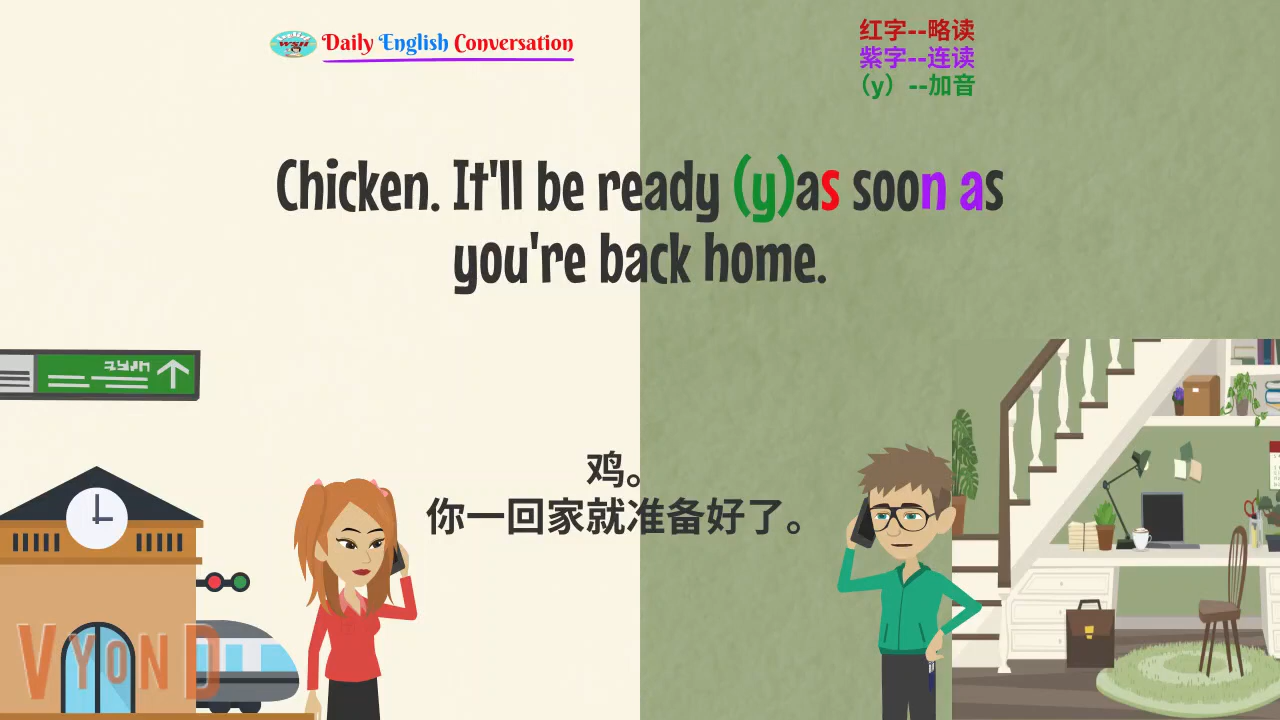 Daily English Conversation
红字--略读
紫字--连读
（y）--加音
Chicken. It'll be ready (y)as soon as
you're back home.
鸡。
你一回家就准备好了。
VYOND